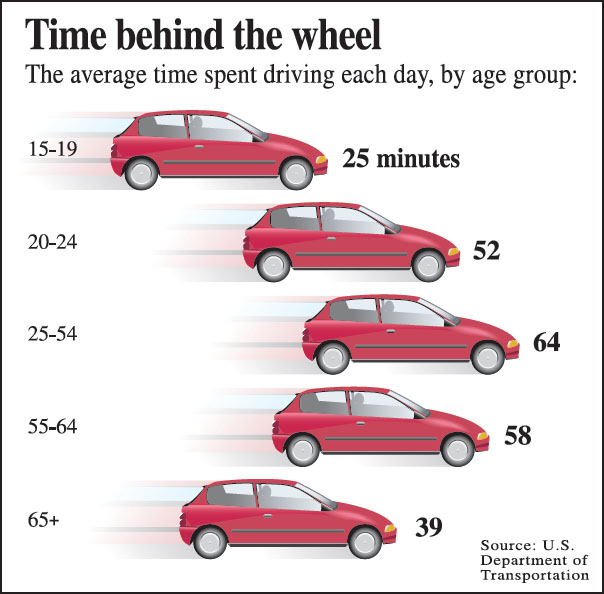 Time behind the wheel
The average time spent driving each day, by age group:
15-19
25 minutes
20-24
52
25-54
64
55-64
58
65+
39
Source: U.S.
Department of
Transportation